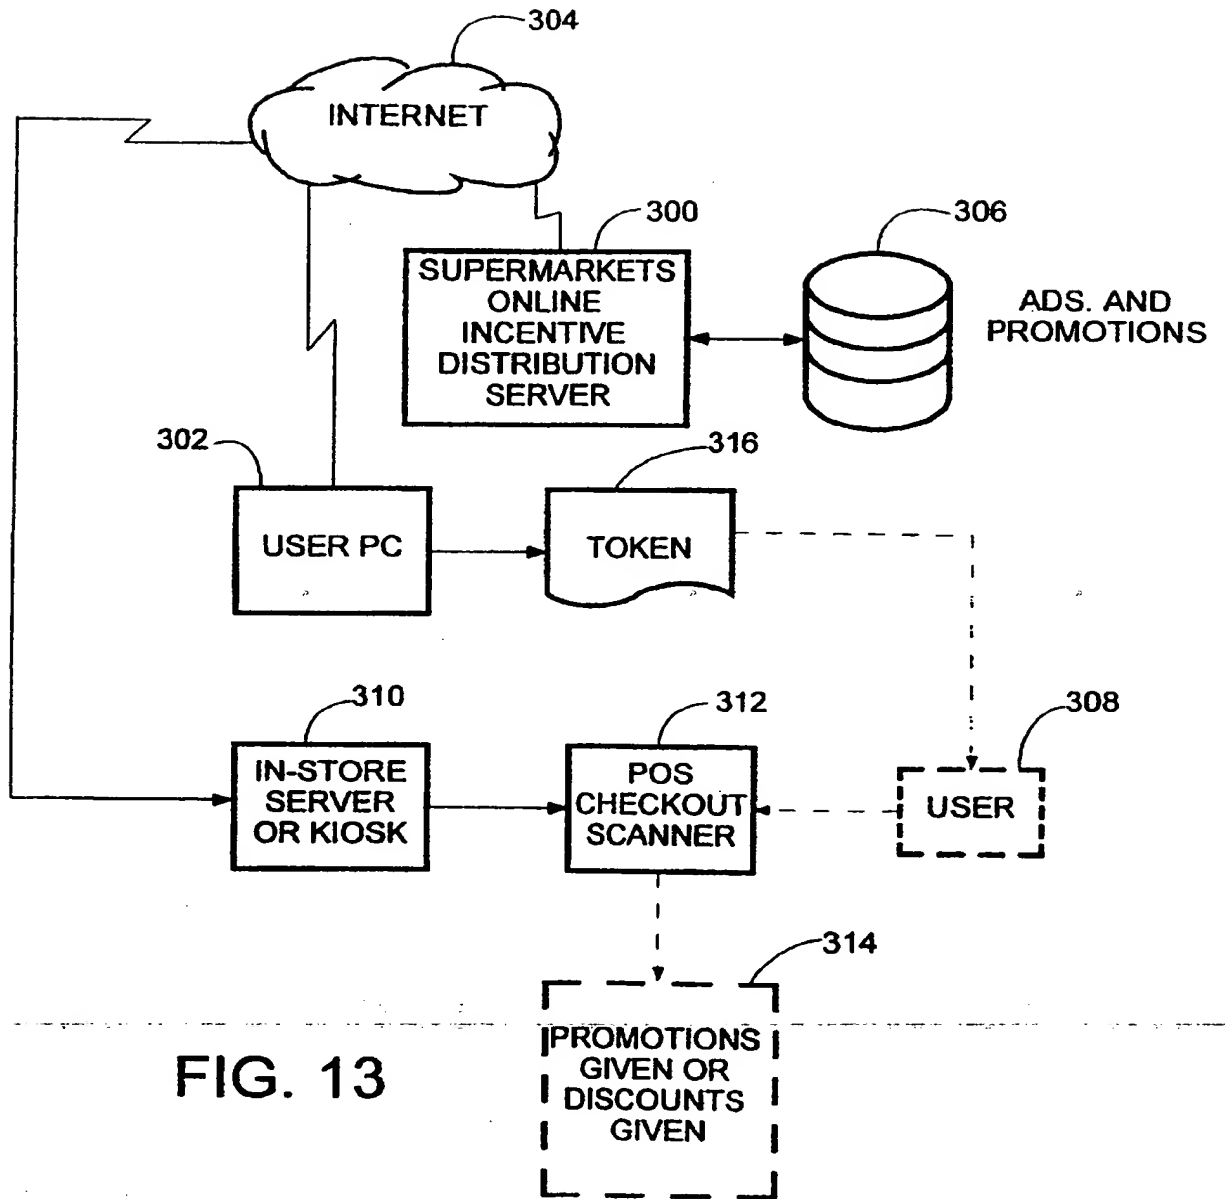 304
INTERNET
300
306
SUPERMARKETS
ONLINE
INCENTIVE
DISTRIBUTION
SERVER
ADS. AND
PROMOTIONS
302
316
USER PC
TOKEN
310
312
308
IN-STORE
SERVER
OR KIOSK
POS
CHECKOUT
SCANNER
USER
314
PROMOTIONS
GIVEN OR
DISCOUNTS
GIVEN
FIG. 13